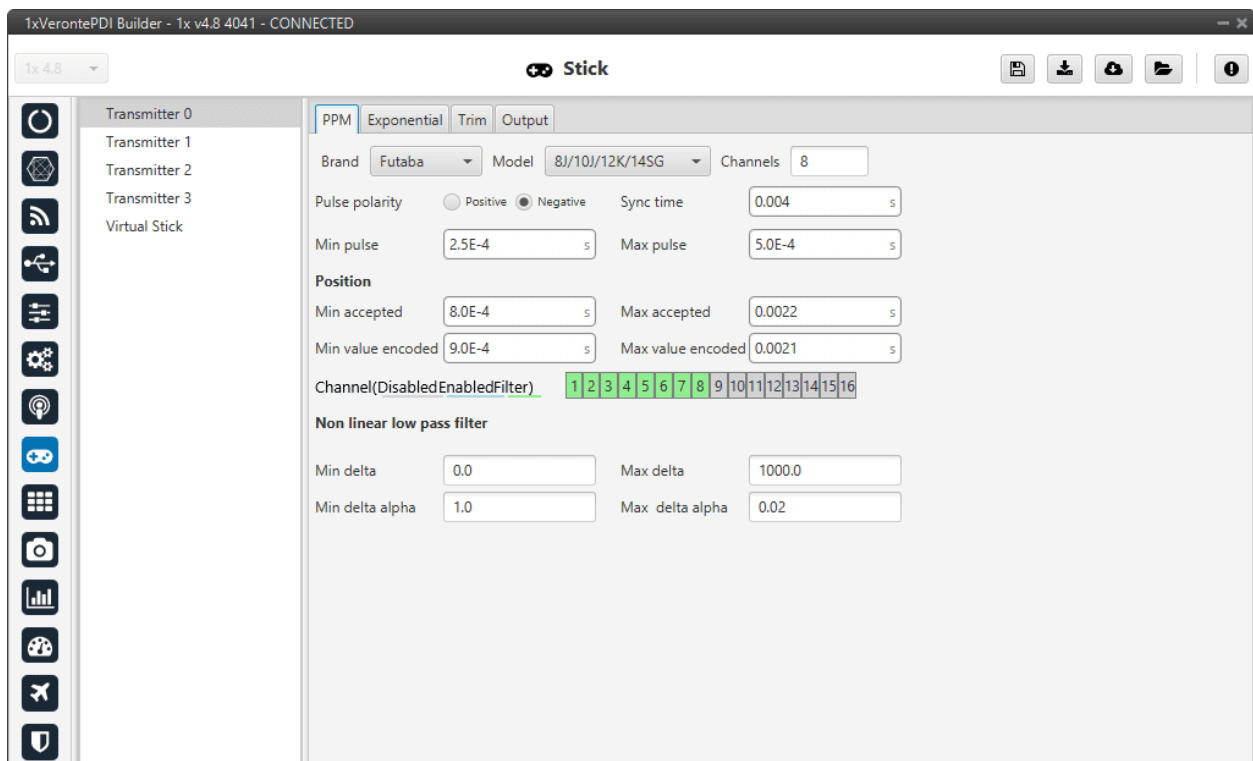 1xVerontePDI Builder - 1x v4.8 4041 - CONNECTED
1x 4.8
Stick
Transmitter 0
Transmitter 1
Transmitter 2
Transmitter 3
Virtual Stick
PPM Exponential Trim Output
Brand Futaba Model 8J/10J/12K/14SG Channels 8
Pulse polarity Positive Negative Sync time 0.004 s
Min pulse 2.5E-4 s Max pulse 5.0E-4 s
Position
Min accepted 8.0E-4 s Max accepted 0.0022 s
Min value encoded 9.0E-4 s Max value encoded 0.0021 s
Channel(DisabledEnabledFilter) 1 2 3 4 5 6 7 8 9 10 11 12 13 14 15 16
Non linear low pass filter
Min delta 0.0 Max delta 1000.0
Min delta alpha 1.0 Max delta alpha 0.02